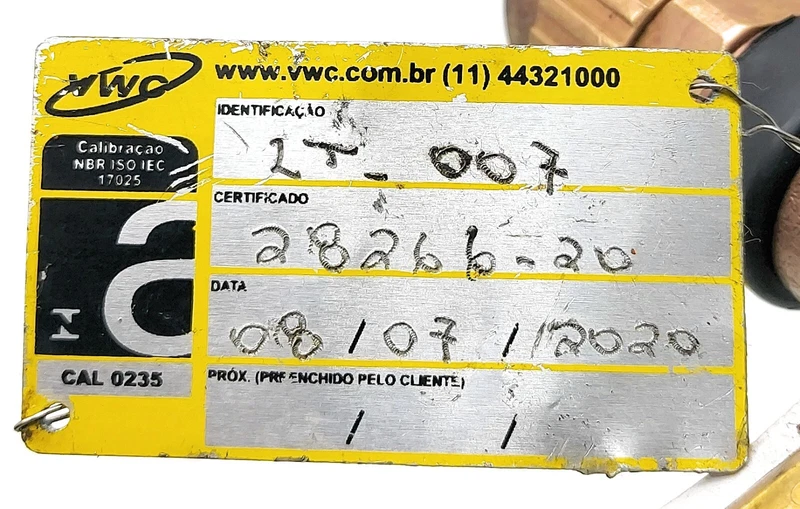 VWC
www.vwc.com.br (11) 44321000
IDENTIFICAÇÃO
IT- 007
Calibração
NBR ISO IEC
17025
CERTIFICADO
28266-20
DATA
08/07/2020
CAL 0235
PRÓX. (PREENCHIDO PELO CLIENTE)
/ /